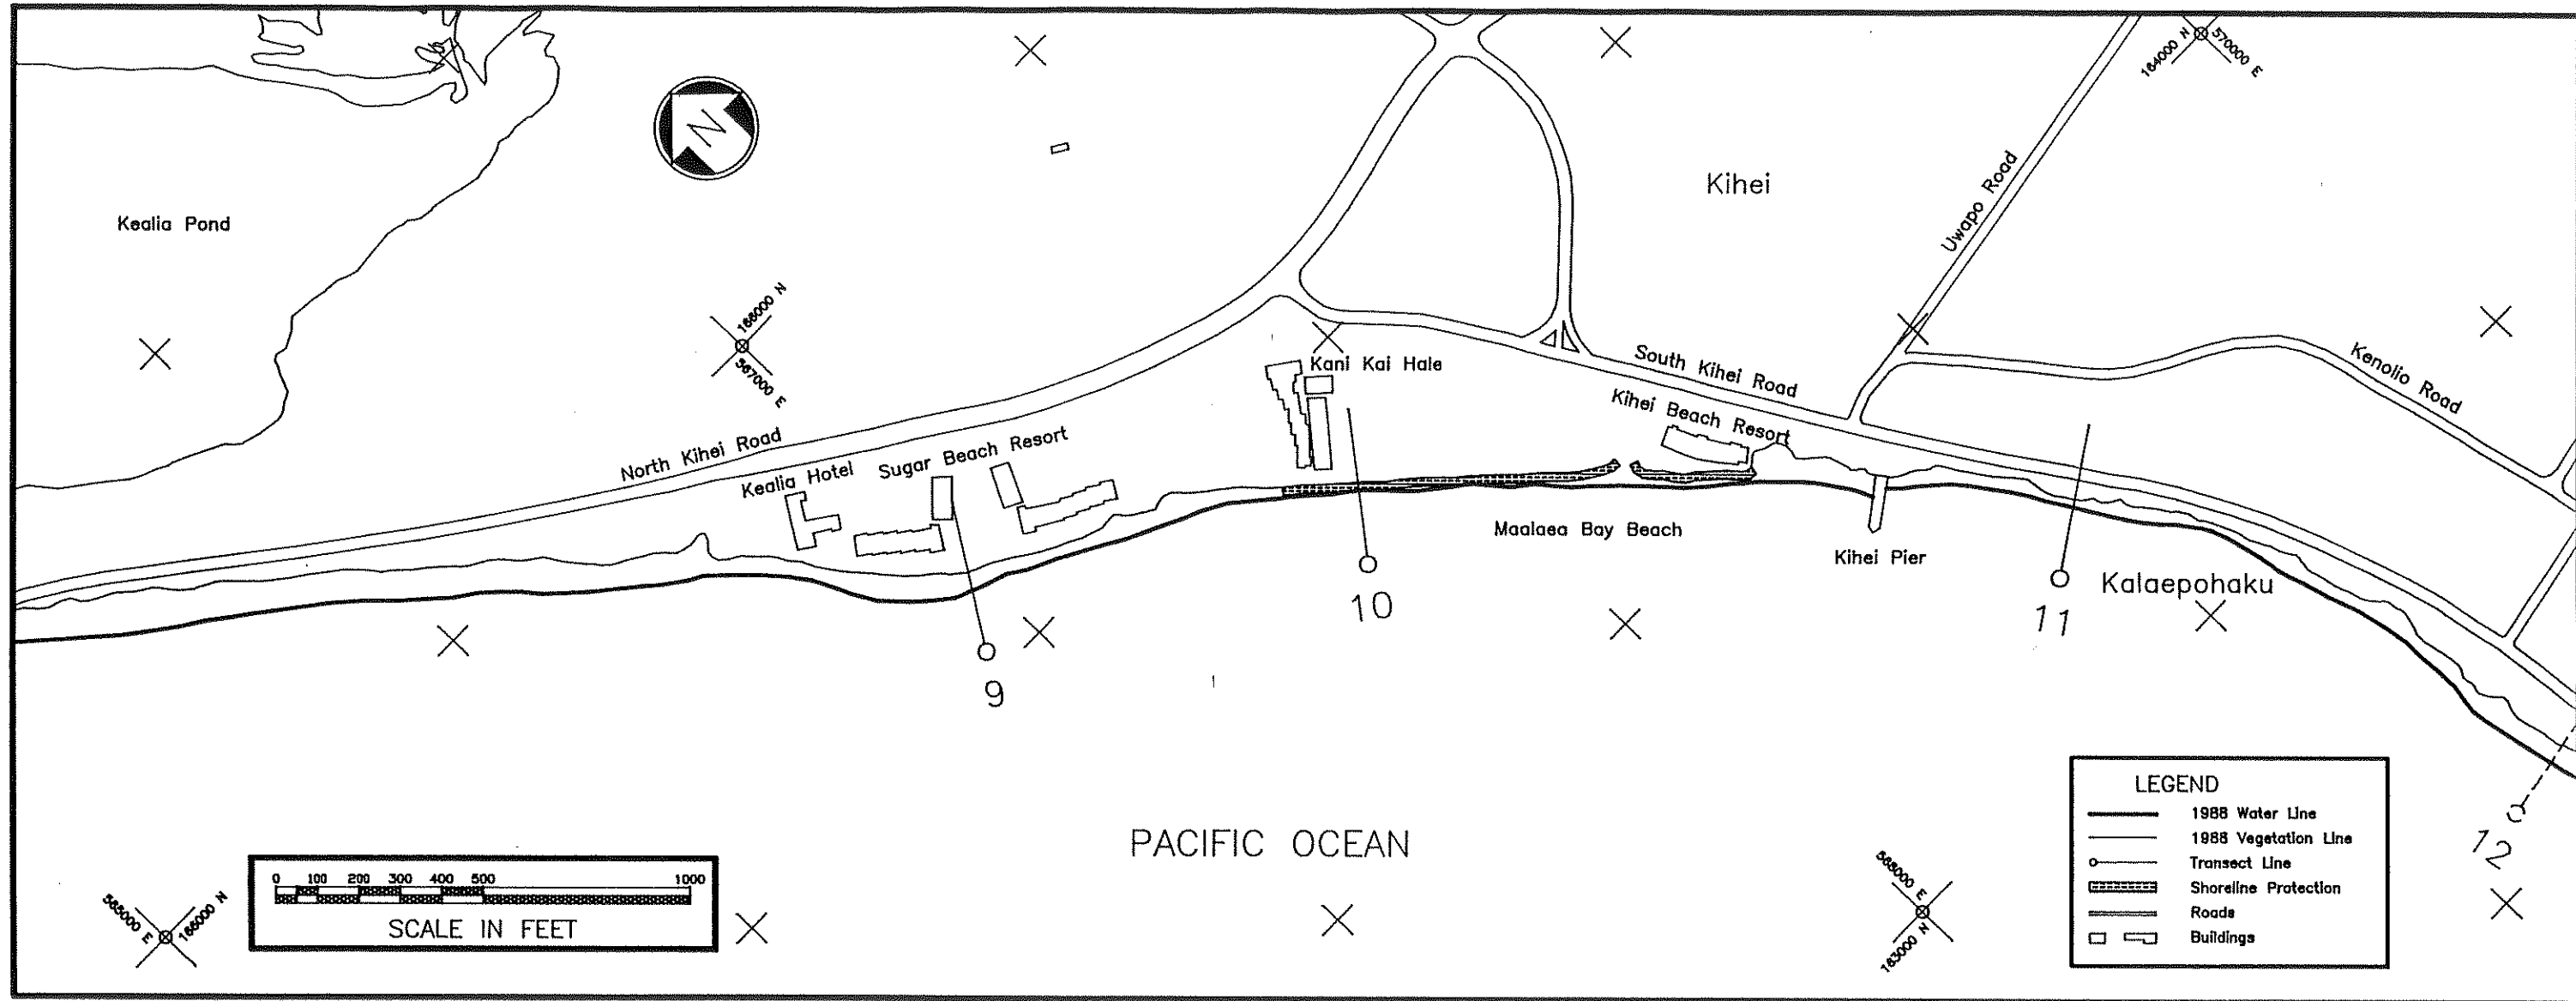 164000 N
570000 E
N
Kihei
Uwapo Road
Kealia Pond
166000 N
567000 E
Kani Kai Hale
South Kihei Road
Kenolio Road
Kihei Beach Resort
North Kihei Road
Kealia Hotel
Sugar Beach Resort
Maalaea Bay Beach
Kihei Pier
Kalaepohaku
9
10
11
12
PACIFIC OCEAN
565000 E
166000 N
0 100 200 300 400 500 1000
SCALE IN FEET
568000 E
163000 N
LEGEND
1988 Water Line
1988 Vegetation Line
Transect Line
Shoreline Protection
Roads
Buildings